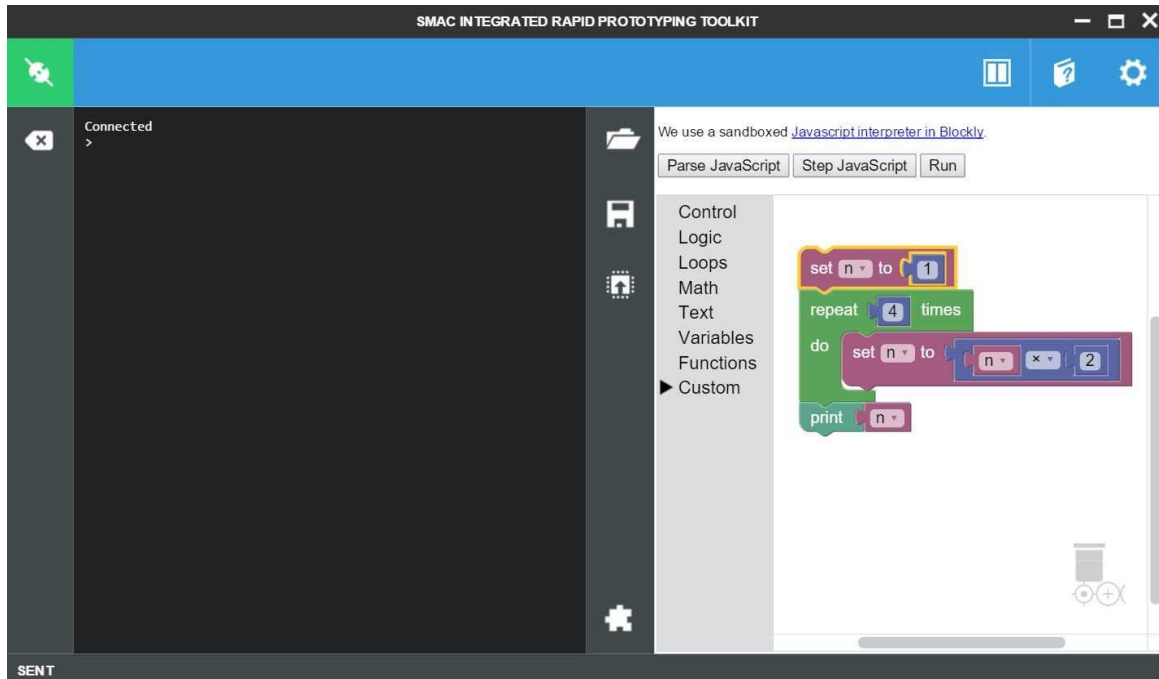 SMAC INTEGRATED RAPID PROTOTYPING TOOLKIT
Connected
>
We use a sandboxed Javascript interpreter in Blockly.
Parse JavaScript Step JavaScript Run
Control
Logic
Loops
Math
Text
Variables
Functions
Custom
set n to 1
repeat 4 times
do set n to n × 2
print n
SENT